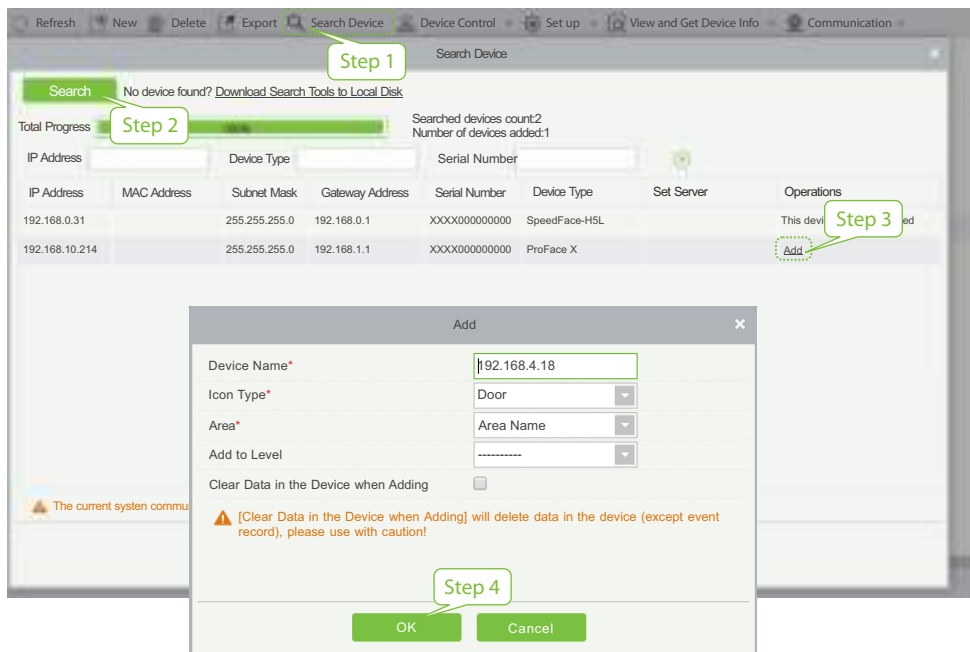 Refresh New Delete Export Search Device Device Control Set up View and Get Device Info Communication
Step 1
Search Device
Search No device found? Download Search Tools to Local Disk
Step 2
Total Progress
Searched devices count:2
Number of devices added:1
IP Address Device Type Serial Number
IP Address MAC Address Subnet Mask Gateway Address Serial Number Device Type Set Server Operations
192.168.0.31 255.255.255.0 192.168.0.1 XXXX000000000 SpeedFace-H5L This devi ed
Step 3
192.168.10.214 255.255.255.0 192.168.1.1 XXXX000000000 ProFace X Add
Add
Device Name* 192.168.4.18
Icon Type* Door
Area* Area Name
Add to Level ----------
Clear Data in the Device when Adding
The current systen commu
[Clear Data in the Device when Adding] will delete data in the device (except event
record), please use with caution!
Step 4
OK Cancel